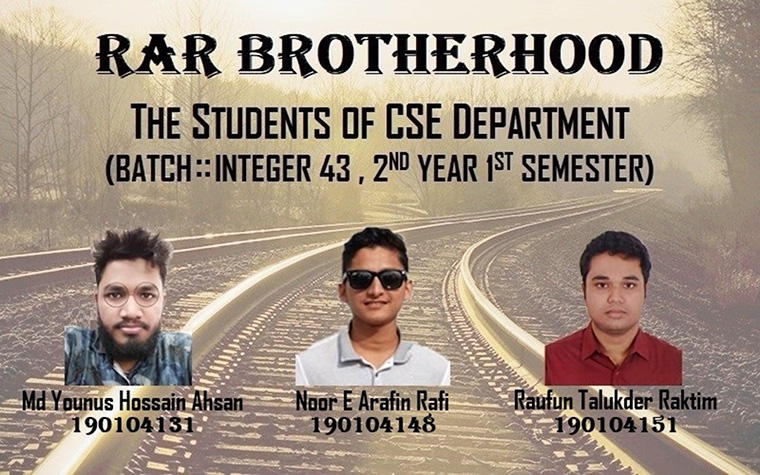 RAR BROTHERHOOD
THE STUDENTS OF CSE DEPARTMENT
(BATCH::INTEGER 43 , 2ND YEAR 1ST SEMESTER)
Md Younus Hossain Ahsan
190104131
Noor E Arafin Rafi
190104148
Raufun Talukder Raktim
190104151